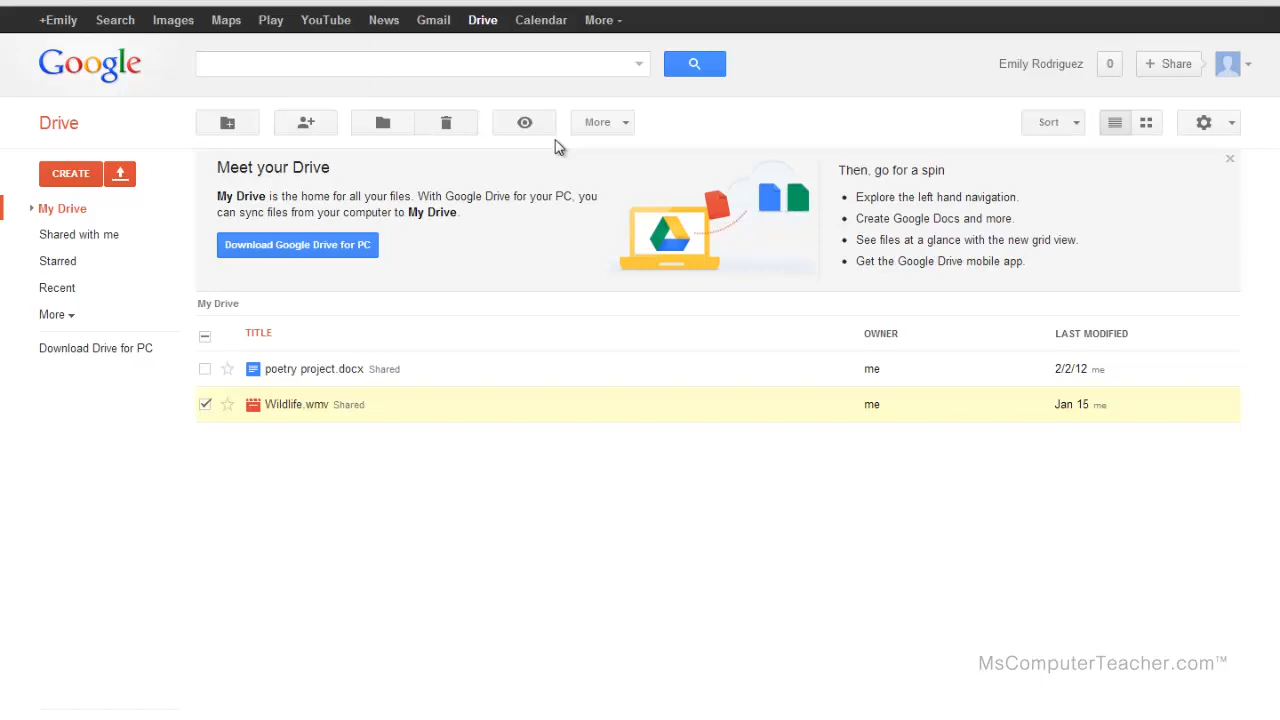 +Emily Search Images Maps Play YouTube News Gmail Drive Calendar More
Google
Emily Rodriguez 0 + Share
Drive
More
Sort
CREATE
My Drive
Shared with me
Starred
Recent
More
Download Drive for PC
Meet your Drive
My Drive is the home for all your files. With Google Drive for your PC, you
can sync files from your computer to My Drive.
Download Google Drive for PC
Then, go for a spin
Explore the left hand navigation.
Create Google Docs and more.
See files at a glance with the new grid view.
Get the Google Drive mobile app.
My Drive
TITLE OWNER LAST MODIFIED
poetry project.docx Shared me 2/2/12 me
Wildlife.wmv Shared me Jan 15 me
MsComputerTeacher.com™